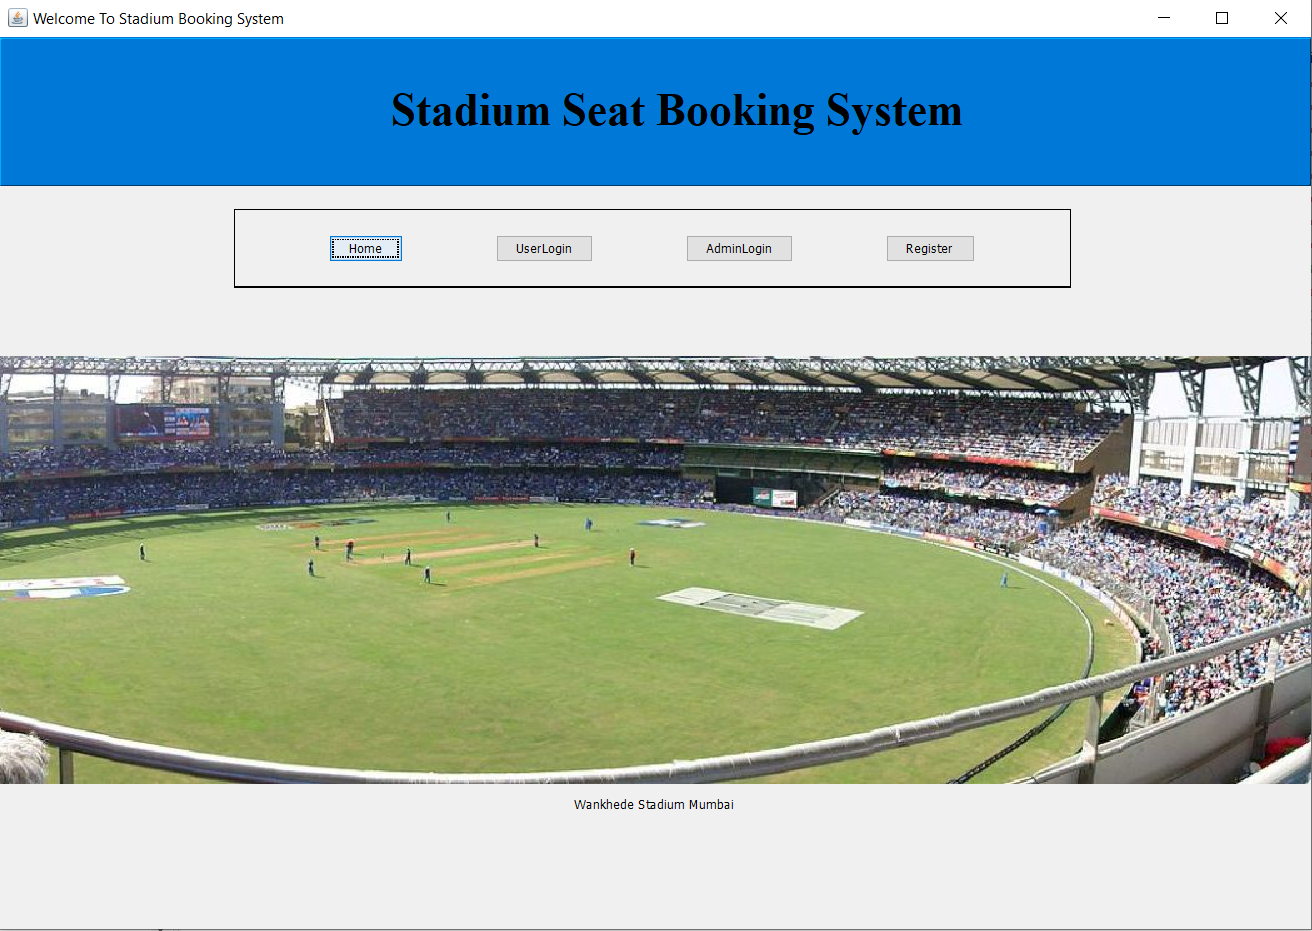 Welcome To Stadium Booking System
Stadium Seat Booking System
Home
UserLogin
AdminLogin
Register
Wankhede Stadium Mumbai